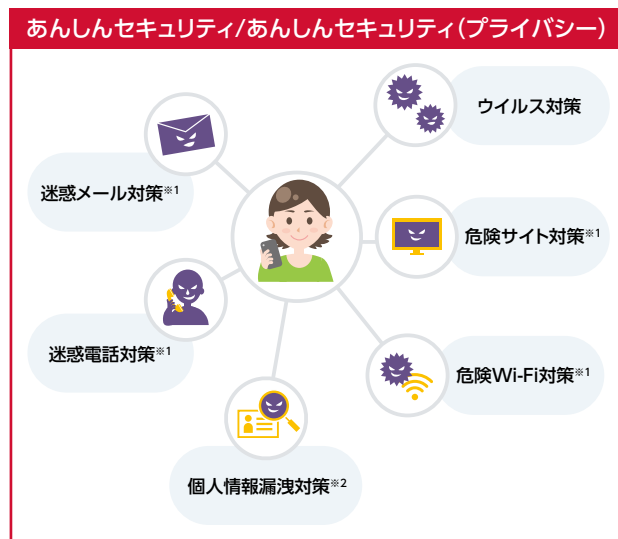 あんしんセキュリティ/あんしんセキュリティ(プライバシー)
ウイルス対策
迷惑メール対策※1
危険サイト対策※1
迷惑電話対策※1
危険Wi-Fi対策※1
個人情報漏洩対策※2